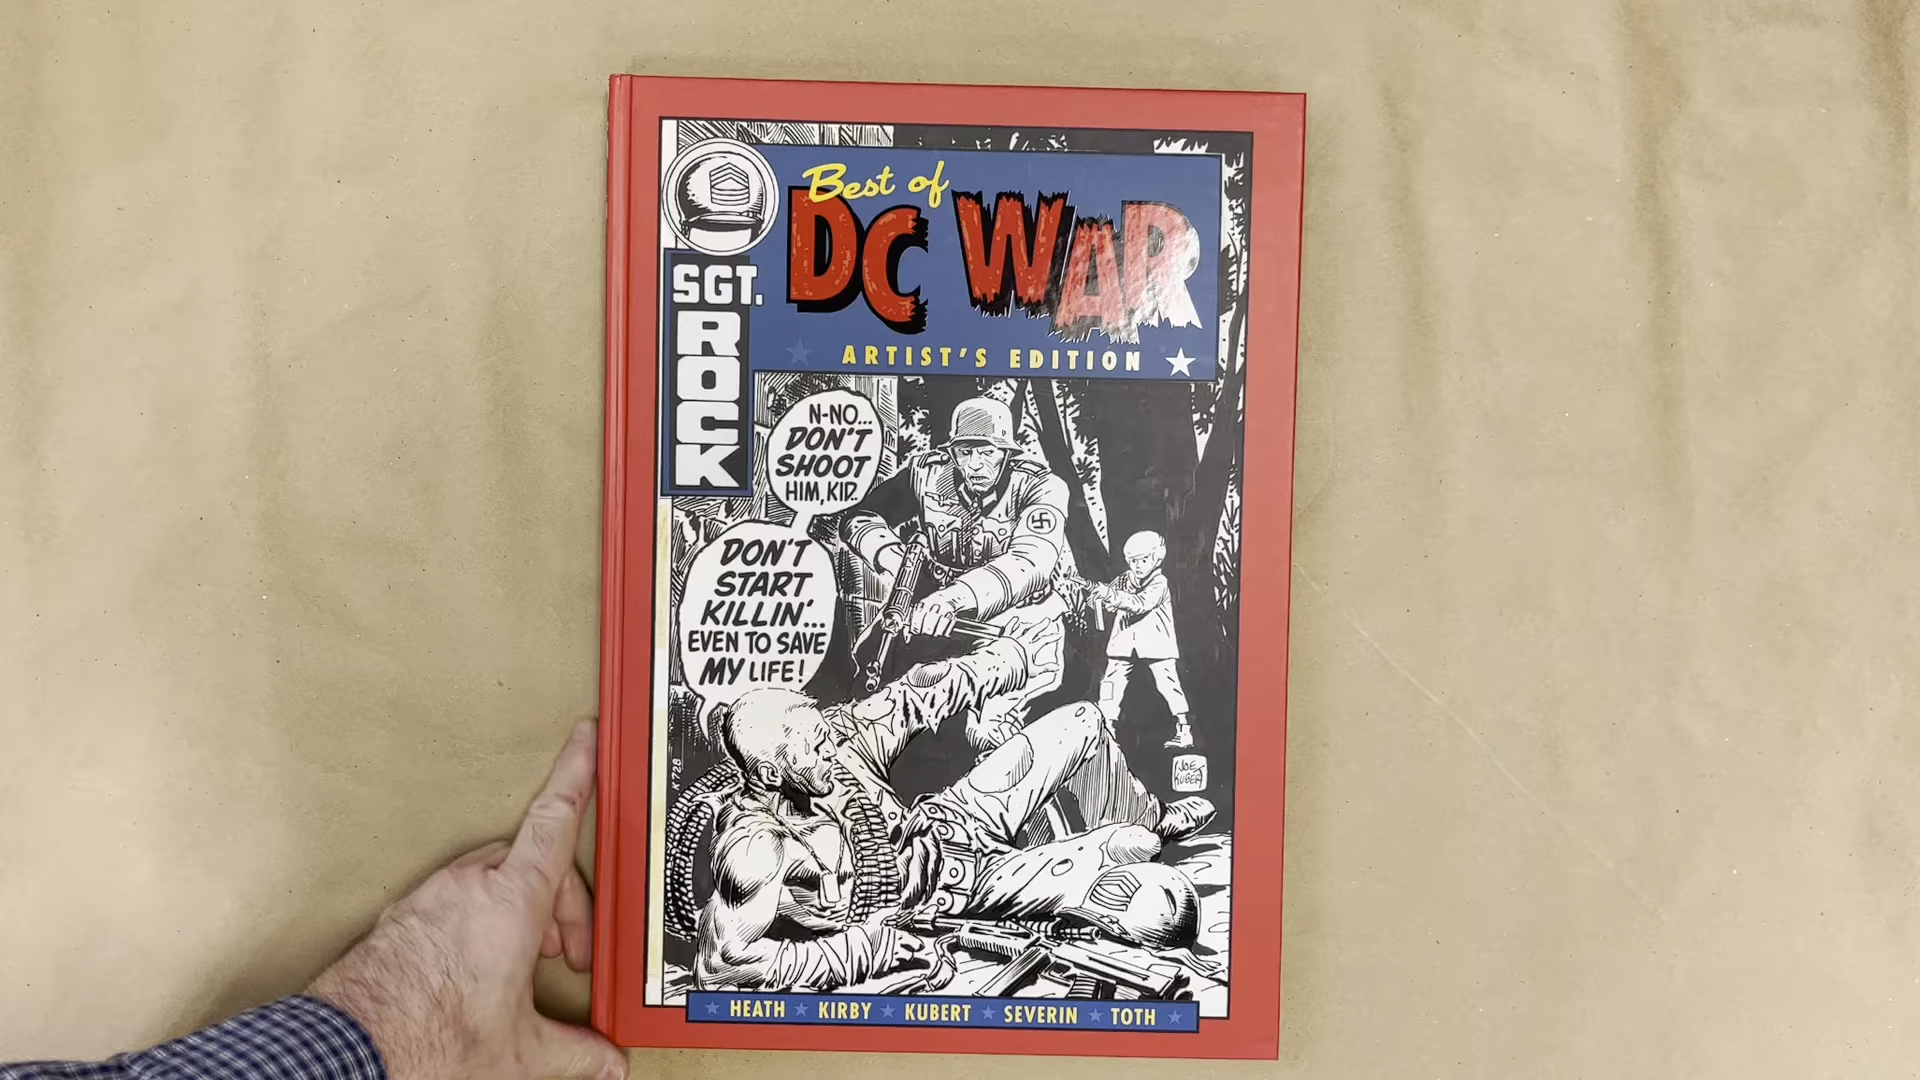 Best of
DC WAR
ARTIST'S EDITION
SGT.
ROCK
N-NO...
DON'T
SHOOT
HIM, KID..
DON'T
START
KILLIN'...
EVEN TO SAVE
MY LIFE!
JOE
KUBERT
HEATH KIRBY KUBERT SEVERIN TOTH